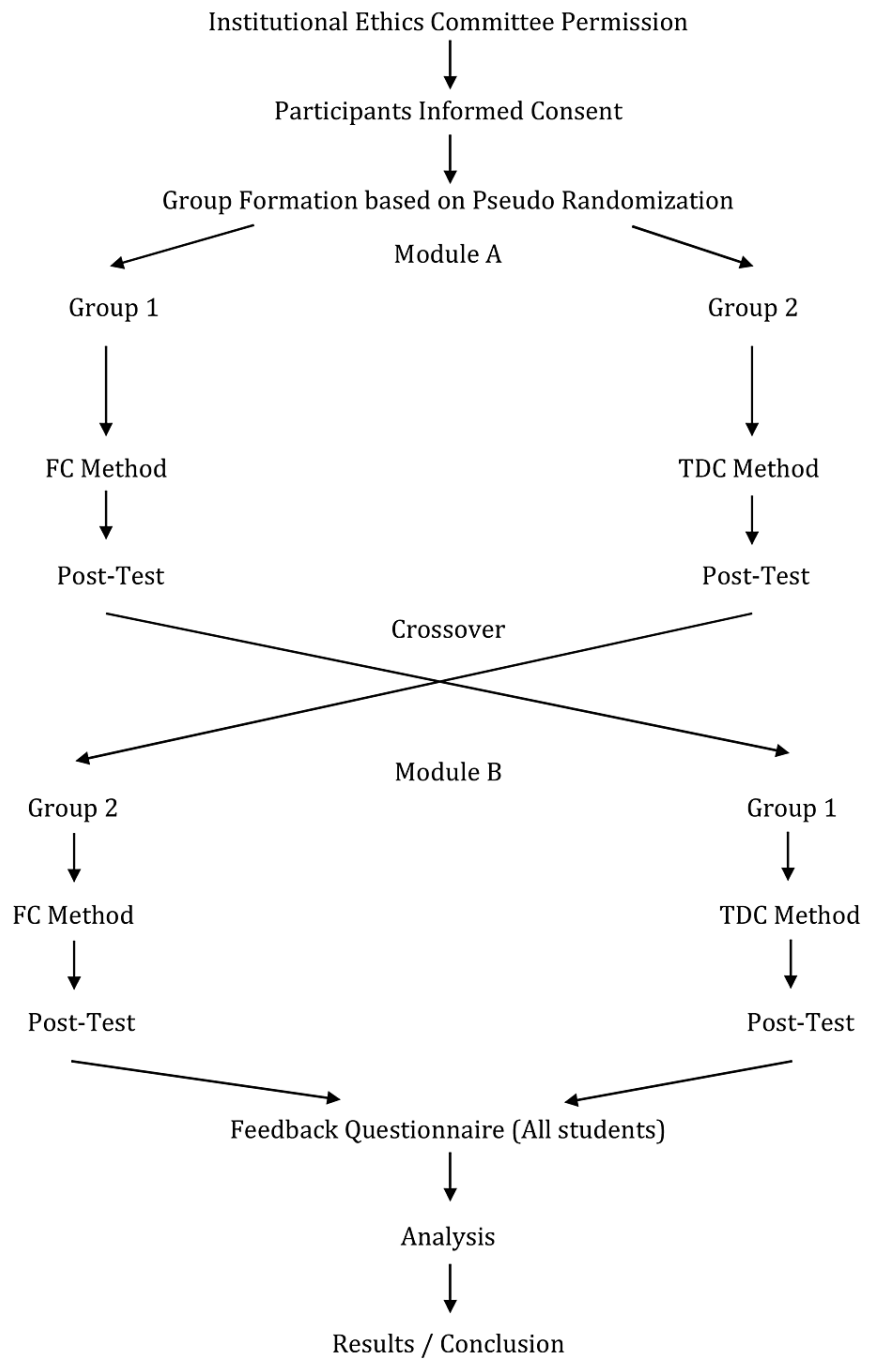 Institutional Ethics Committee Permission
Participants Informed Consent
Group Formation based on Pseudo Randomization
Module A
Group 1
Group 2
FC Method
TDC Method
Post-Test
Post-Test
Crossover
Module B
Group 2
Group 1
FC Method
TDC Method
Post-Test
Post-Test
Feedback Questionnaire (All students)
Analysis
Results / Conclusion